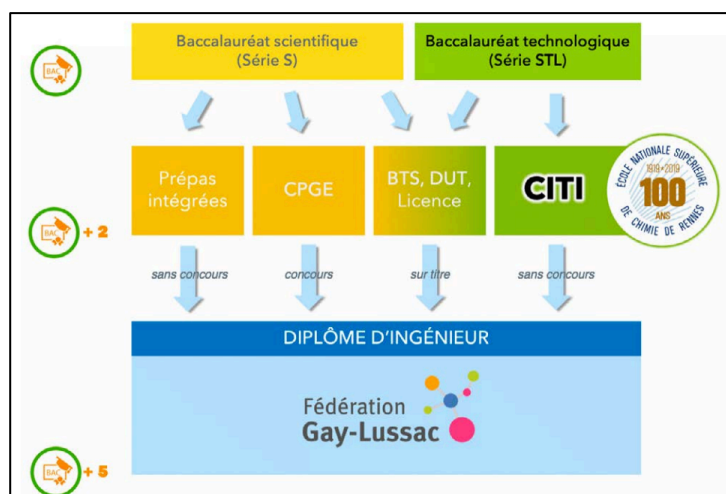 Baccalauréat scientifique
(Série S)
Baccalauréat technologique
(Série STL)
BAC
Prépas
intégrées
CPGE
BTS, DUT,
Licence
CITI
ÉCOLE NATIONALE SUPÉRIEURE
DE CHIMIE DE RENNES
1919•2019
100
ANS
BAC + 2
sans concours
concours
sur titre
sans concours
DIPLÔME D'INGÉNIEUR
Fédération
Gay-Lussac
BAC + 5